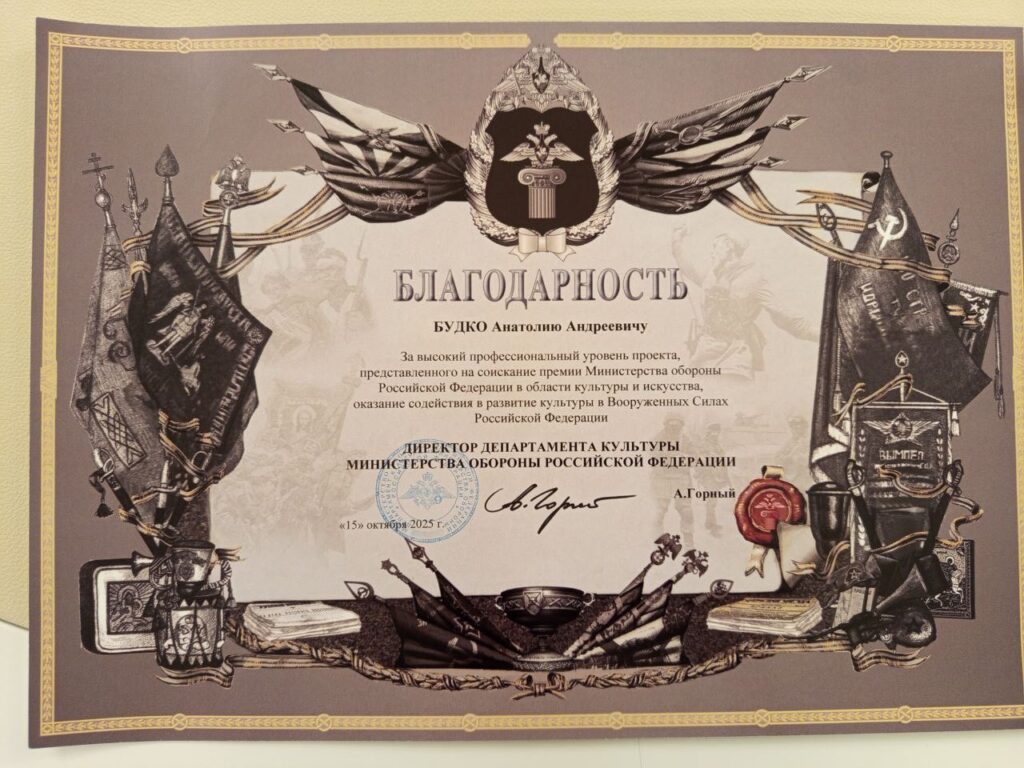 БЛАГОДАРНОСТЬ
БУДКО Анатолию Андреевичу
За высокий профессиональный уровень проекта,
представленного на соискание премии Министерства обороны
Российской Федерации в области культуры и искусства,
оказание содействия в развитие культуры в Вооруженных Силах
Российской Федерации
ДИРЕКТОР ДЕПАРТАМЕНТА КУЛЬТУРЫ
МИНИСТЕРСТВА ОБОРОНЫ РОССИЙСКОЙ ФЕДЕРАЦИИ
А.Горный
«15» октября 2025 г.
ВЫМПЕЛ